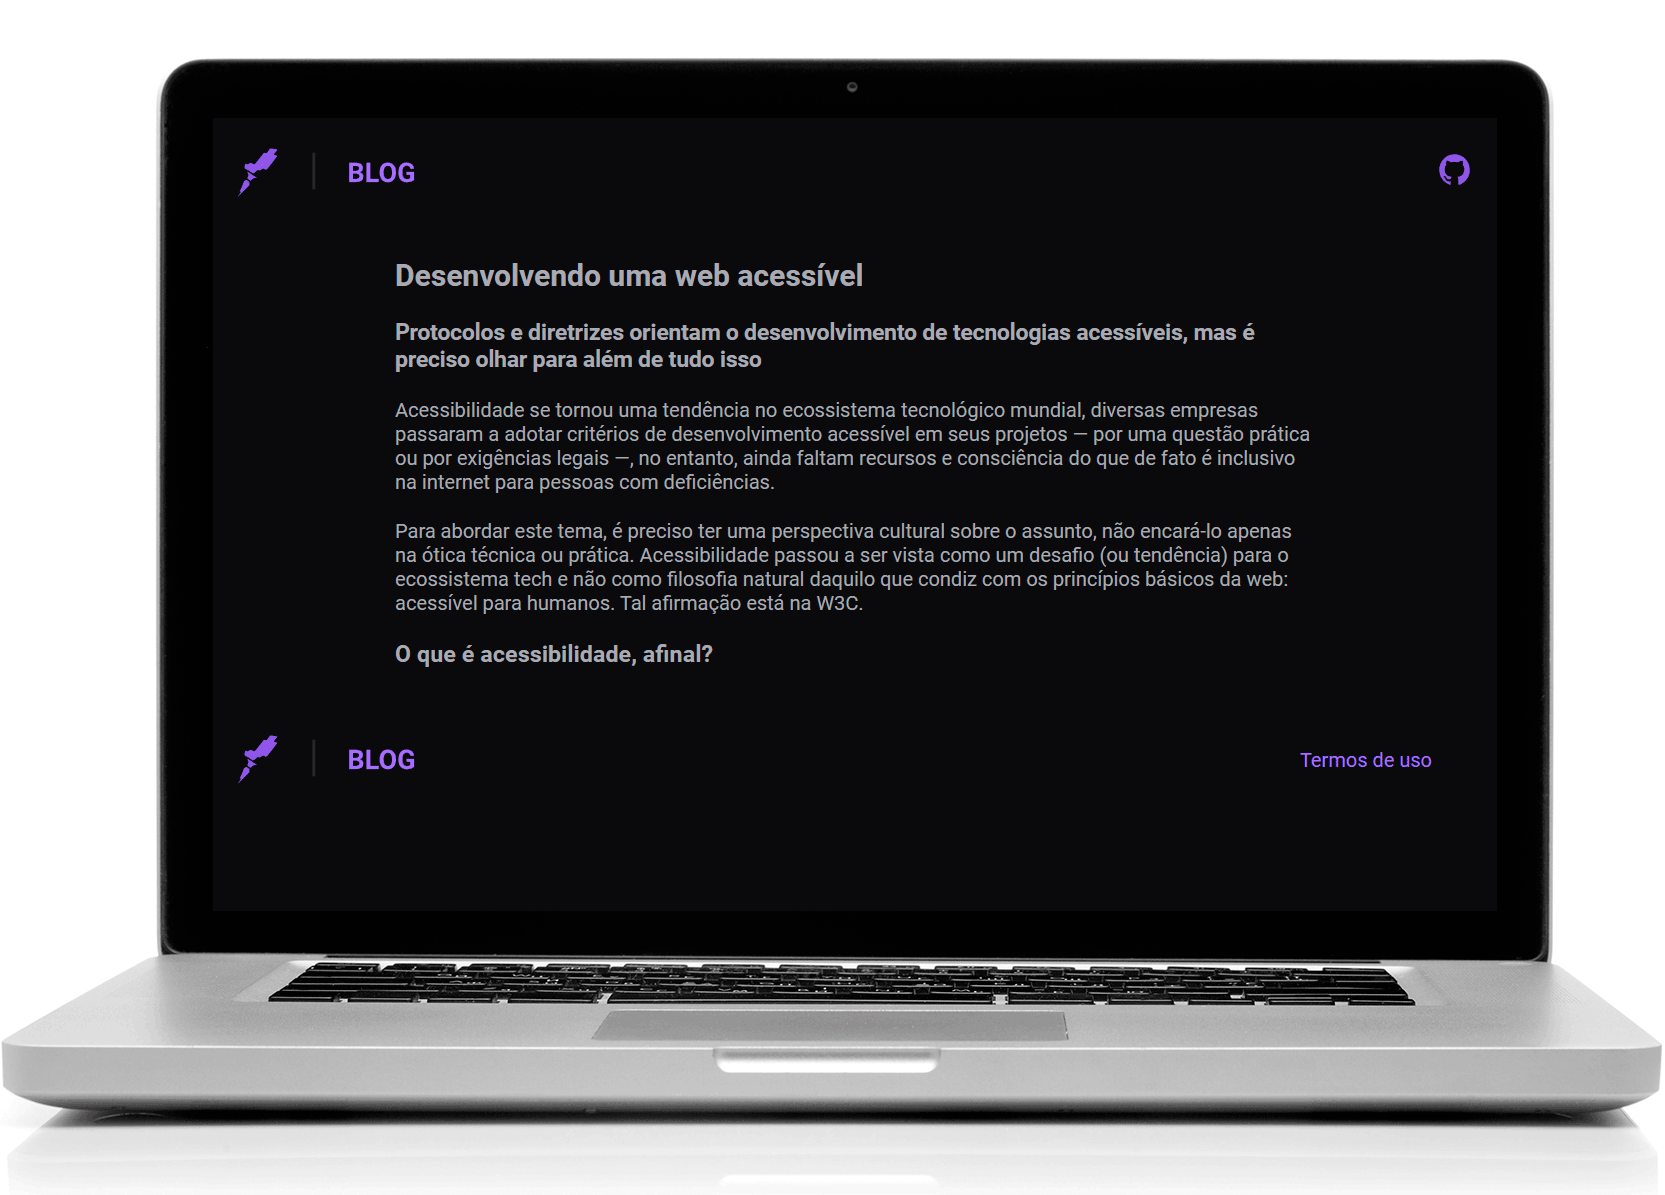 BLOG
Desenvolvendo uma web acessível
Protocolos e diretrizes orientam o desenvolvimento de tecnologias acessíveis, mas é
preciso olhar para além de tudo isso
Acessibilidade se tornou uma tendência no ecossistema tecnológico mundial, diversas empresas
passaram a adotar critérios de desenvolvimento acessível em seus projetos — por uma questão prática
ou por exigências legais —, no entanto, ainda faltam recursos e consciência do que de fato é inclusivo
na internet para pessoas com deficiências.
Para abordar este tema, é preciso ter uma perspectiva cultural sobre o assunto, não encará-lo apenas
na ótica técnica ou prática. Acessibilidade passou a ser vista como um desafio (ou tendência) para o
ecossistema tech e não como filosofia natural daquilo que condiz com os princípios básicos da web:
acessível para humanos. Tal afirmação está na W3C.
O que é acessibilidade, afinal?
BLOG
Termos de uso